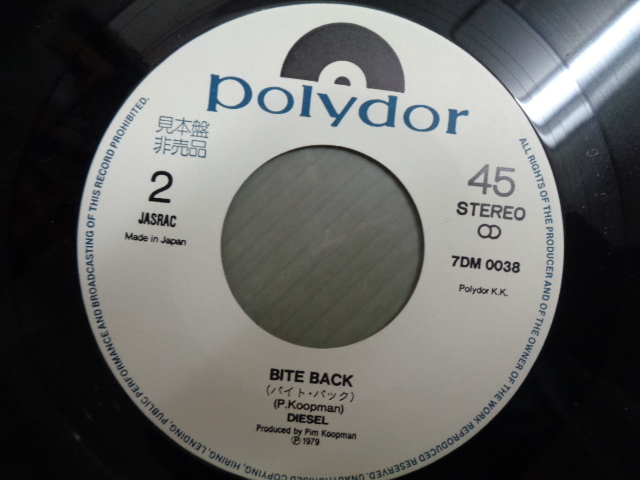 polydor
見本盤
非売品
2
JASRAC
Made in Japan
45
STEREO
7DM 0038
Polydor K.K.
BITE BACK
(バイト・バック)
(P.Koopman)
DIESEL
Produced by Pim Koopman
Ⓟ1979
ALL RIGHTS OF THE PRODUCER AND OF THE OWNER OF THE WORK REPRODUCED RESERVED. UNAUTHORISED COPYING, HIRING, LENDING, PUBLIC PERFORMANCE AND BROADCASTING OF THIS RECORD PROHIBITED.